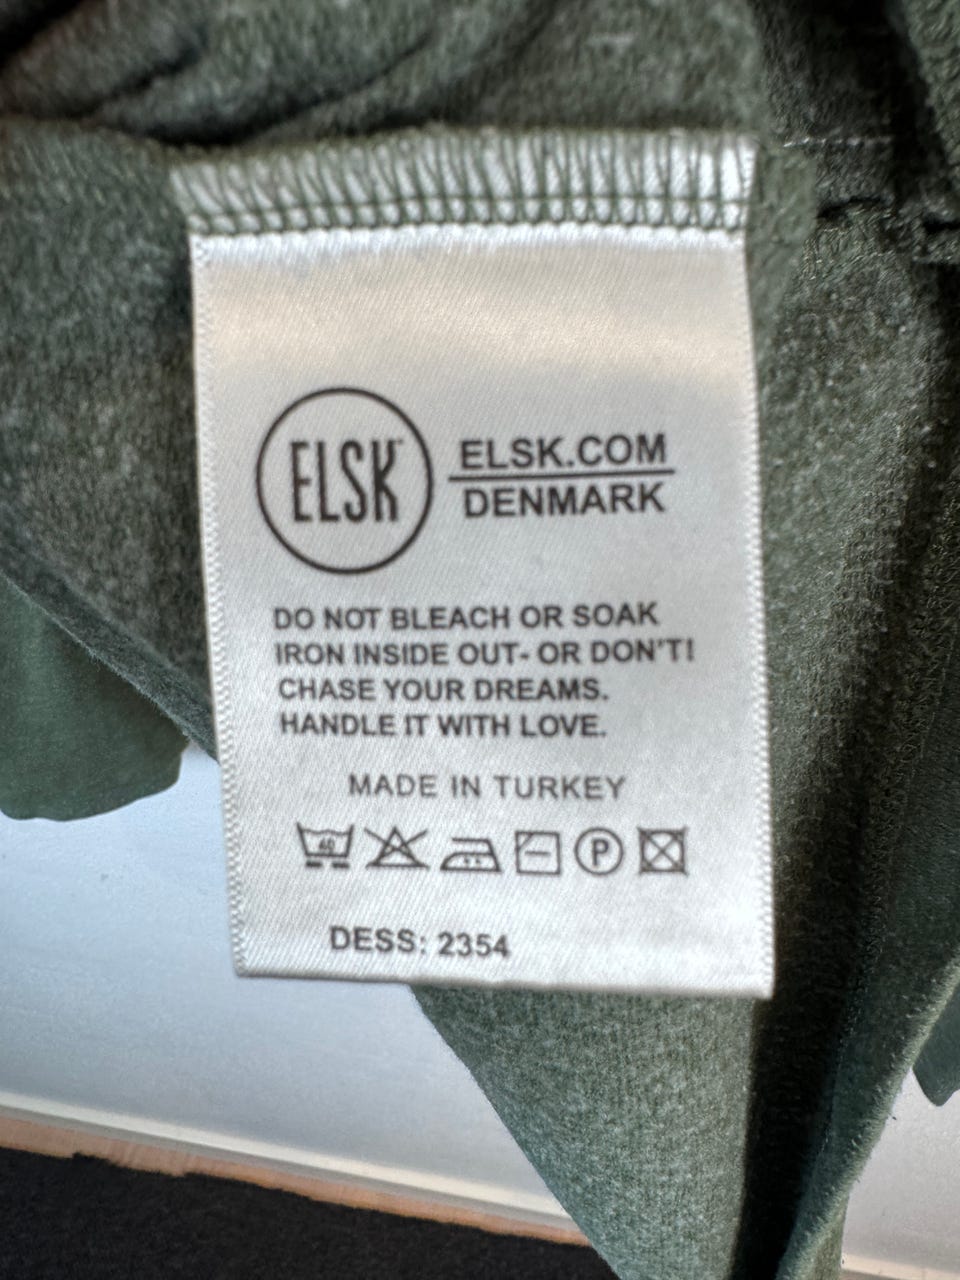 ELSK
ELSK.COM
DENMARK
DO NOT BLEACH OR SOAK
IRON INSIDE OUT- OR DON'T!
CHASE YOUR DREAMS.
HANDLE IT WITH LOVE.
MADE IN TURKEY
40 P
DESS: 2354